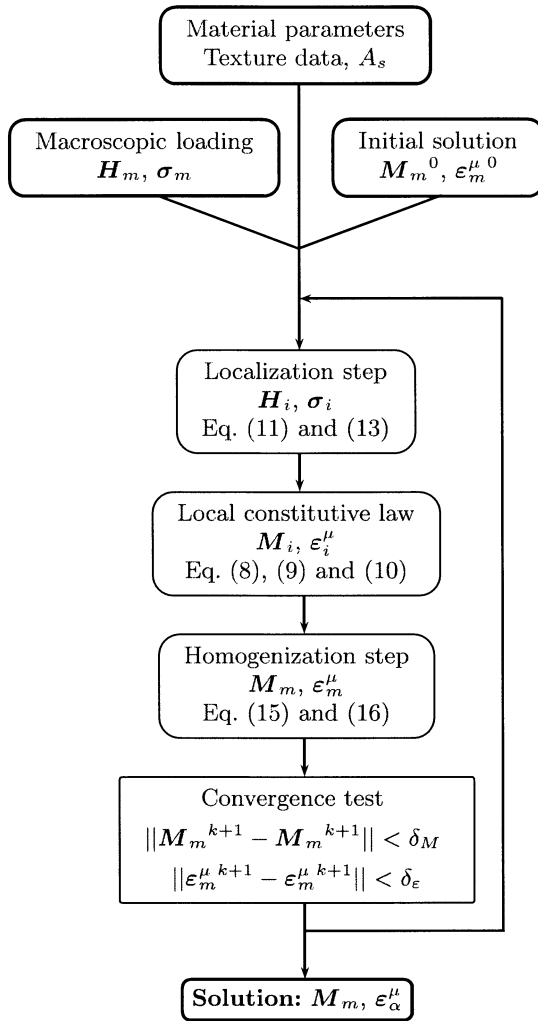 Material parameters
Texture data, A_s
Macroscopic loading
H_m, σ_m
Initial solution
M_m^0, ε_m^μ 0
Localization step
H_i, σ_i
Eq. (11) and (13)
Local constitutive law
M_i, ε_i^μ
Eq. (8), (9) and (10)
Homogenization step
M_m, ε_m^μ
Eq. (15) and (16)
Convergence test
||M_m^{k+1} − M_m^{k+1}|| < δ_M
||ε_m^{μ k+1} − ε_m^{μ k+1}|| < δ_ε
Solution: M_m, ε_α^μ